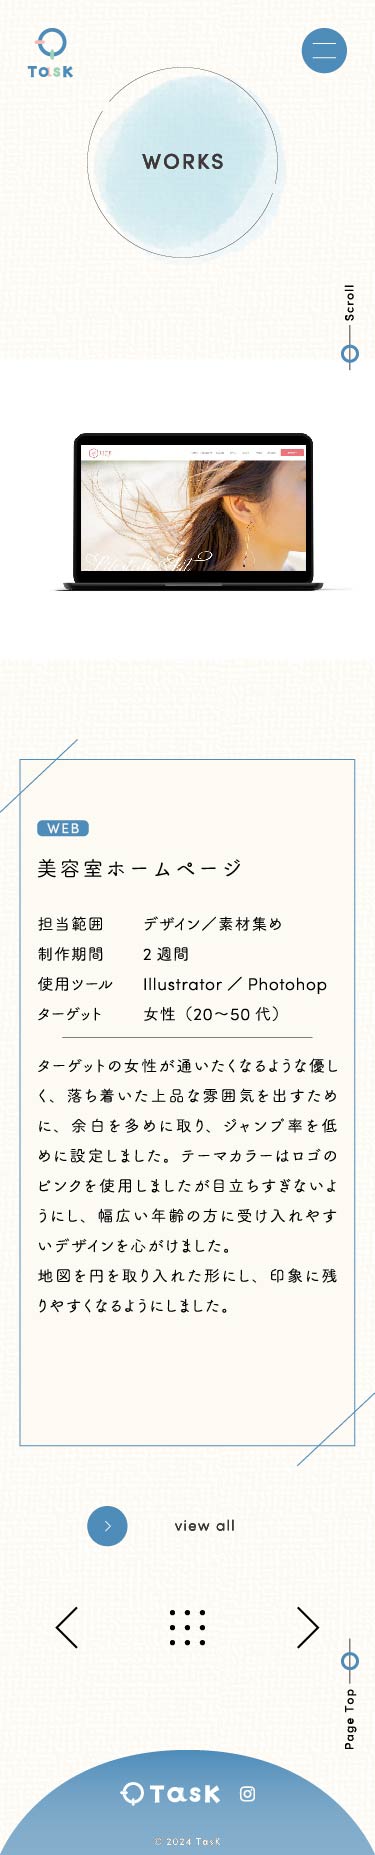 TasK
WORKS
Scroll
WEB
美容室ホームページ
担当範囲 デザイン／素材集め
制作期間 2 週間
使用ツール Illustrator ／ Photohop
ターゲット 女性（20〜50 代）
ターゲットの女性が通いたくなるような優し
く、落ち着いた上品な雰囲気を出すため
に、余白を多めに取り、ジャンプ率を低
めに設定しました。テーマカラーはロゴの
ピンクを使用しましたが目立ちすぎないよ
うにし、幅広い年齢の方に受け入れやす
いデザインを心がけました。
地図を円を取り入れた形にし、印象に残
りやすくなるようにしました。
view all
Page Top
TasK
© 2024 TasK